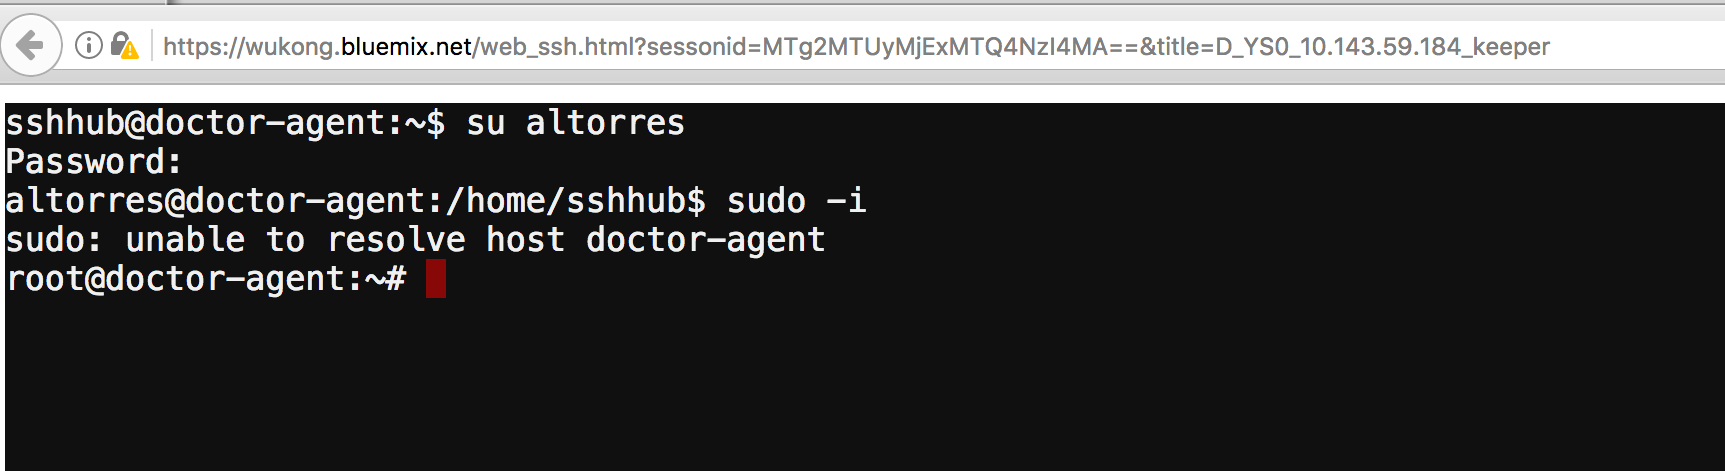 https://wukong.bluemix.net/web_ssh.html?sessonid=MTg2MTUyMjExMTQ4NzI4MA==&title=D_YS0_10.143.59.184_keeper
sshhub@doctor-agent:~$ su altorres
Password:
altorres@doctor-agent:/home/sshhub$ sudo -i
sudo: unable to resolve host doctor-agent
root@doctor-agent:~#